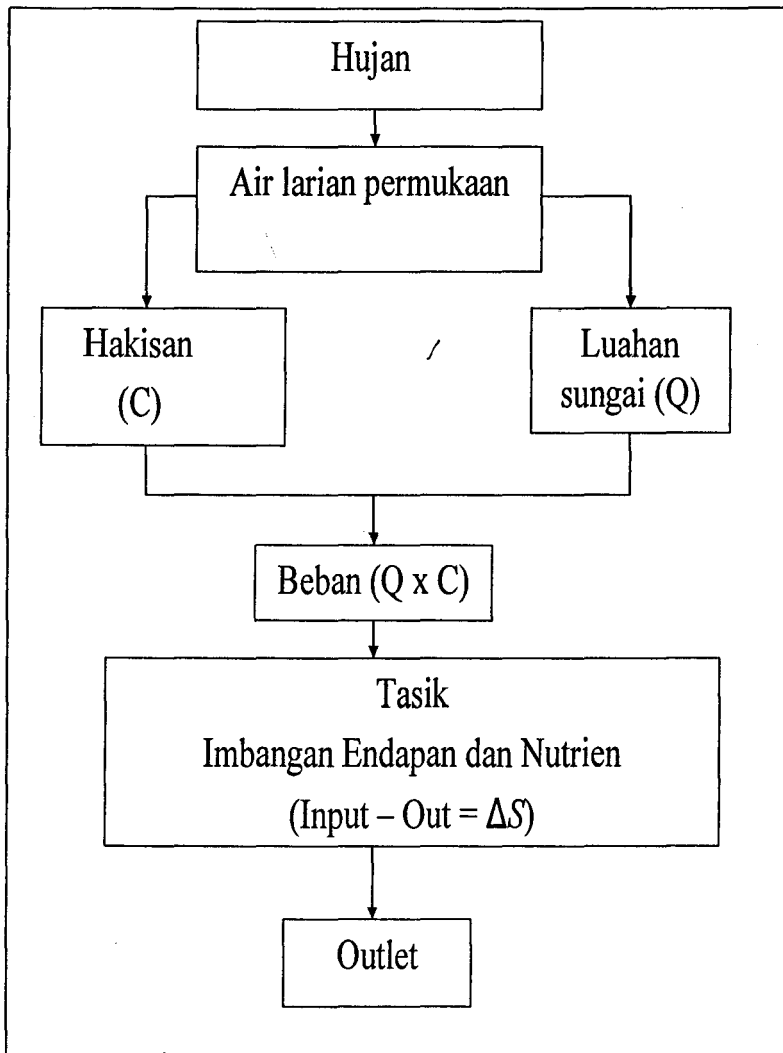 Hujan
Air larian permukaan
Hakisan
(C)
Luahan
sungai (Q)
Beban (Q x C)
Tasik
Imbangan Endapan dan Nutrien
(Input – Out = ΔS)
Outlet